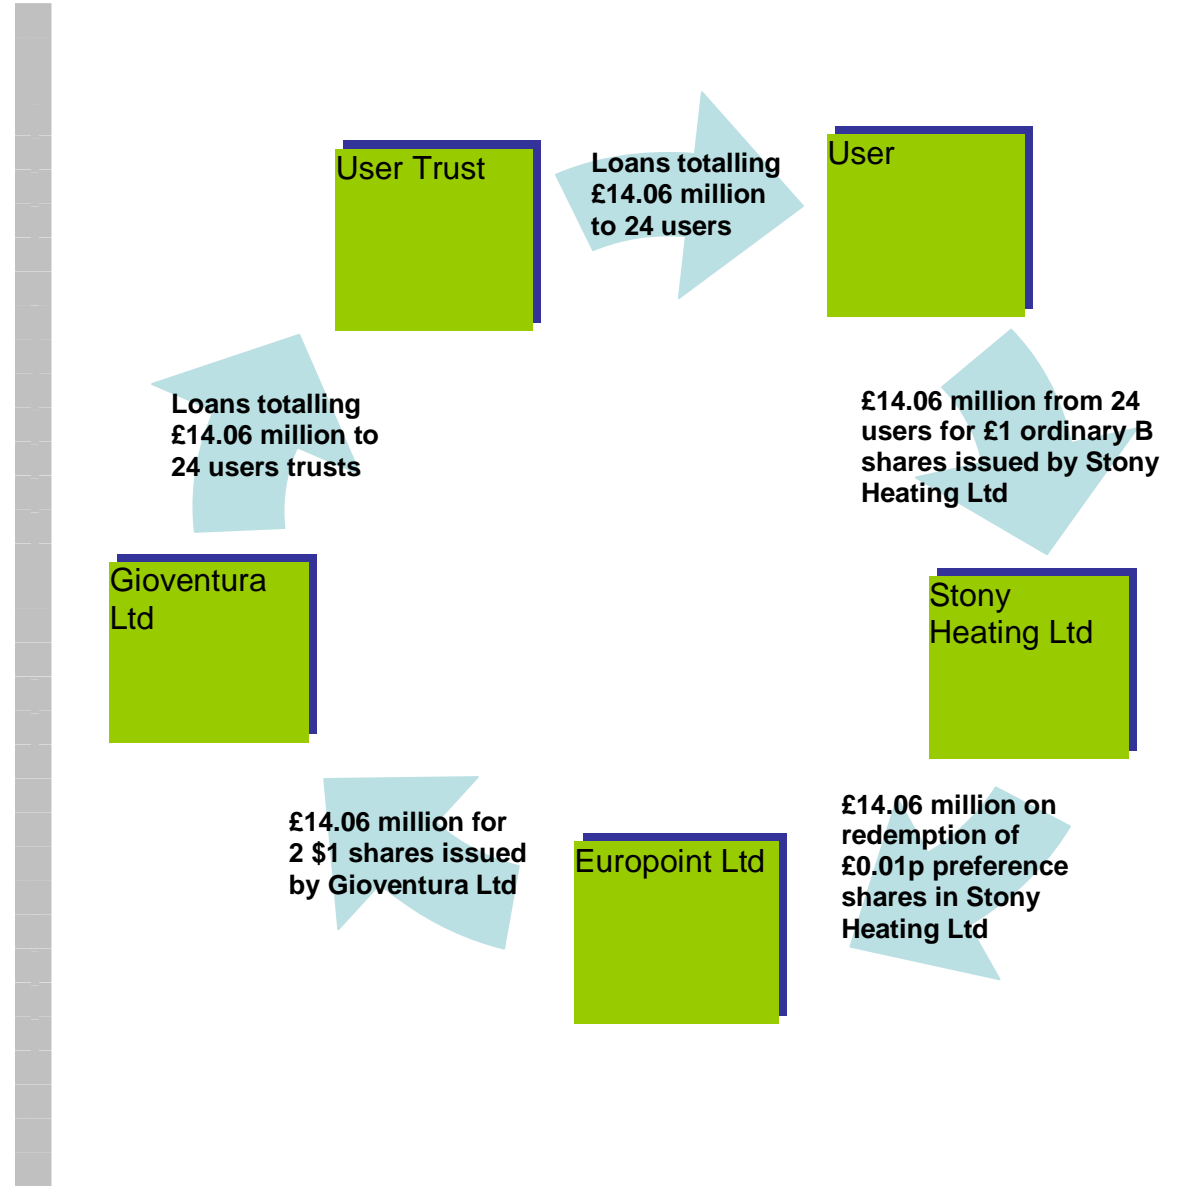 User Trust
Loans totalling
£14.06 million
to 24 users
User
Loans totalling
£14.06 million to
24 users trusts
£14.06 million from 24
users for £1 ordinary B
shares issued by Stony
Heating Ltd
Gioventura
Ltd
Stony
Heating Ltd
£14.06 million for
2 $1 shares issued
by Gioventura Ltd
Europoint Ltd
£14.06 million on
redemption of
£0.01p preference
shares in Stony
Heating Ltd